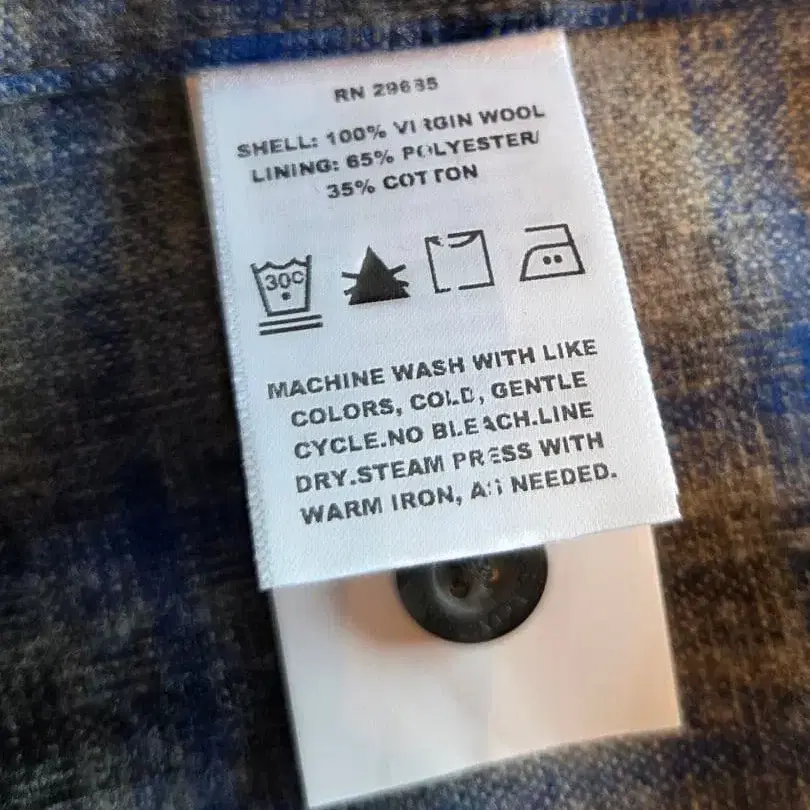 RN 29685
SHELL: 100% VIRGIN WOOL
LINING: 65% POLYESTER/
35% COTTON
30C
MACHINE WASH WITH LIKE
COLORS, COLD, GENTLE
CYCLE.NO BLEACH.LINE
DRY.STEAM PRESS WITH
WARM IRON, AS NEEDED.